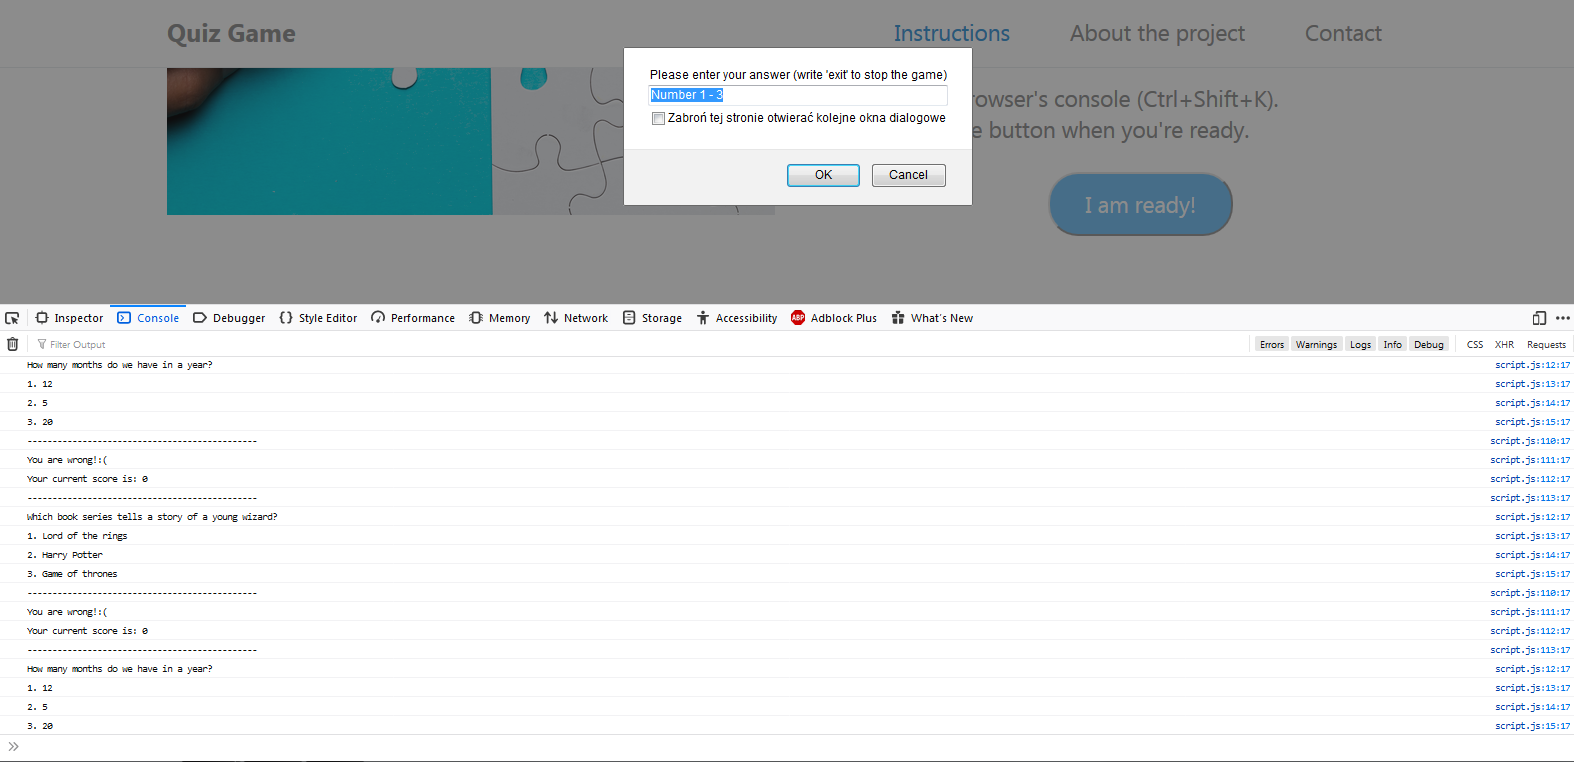 Quiz Game
Instructions
About the project
Contact
Please enter your answer (write 'exit' to stop the game)
Number 1 - 3
Zabroń tej stronie otwierać kolejne okna dialogowe
OK
Cancel
rowser's console (Ctrl+Shift+K).
e button when you're ready.
I am ready!
Inspector
Console
Debugger
Style Editor
Performance
Memory
Network
Storage
Accessibility
ABP Adblock Plus
What's New
Filter Output
Errors
Warnings
Logs
Info
Debug
CSS
XHR
Requests
How many months do we have in a year? script.js:12:17
1. 12 script.js:13:17
2. 5 script.js:14:17
3. 20 script.js:15:17
---------------------------------------------- script.js:110:17
You are wrong!:( script.js:111:17
Your current score is: 0 script.js:112:17
---------------------------------------------- script.js:113:17
Which book series tells a story of a young wizard? script.js:12:17
1. Lord of the rings script.js:13:17
2. Harry Potter script.js:14:17
3. Game of thrones script.js:15:17
---------------------------------------------- script.js:110:17
You are wrong!:( script.js:111:17
Your current score is: 0 script.js:112:17
---------------------------------------------- script.js:113:17
How many months do we have in a year? script.js:12:17
1. 12 script.js:13:17
2. 5 script.js:14:17
3. 20 script.js:15:17